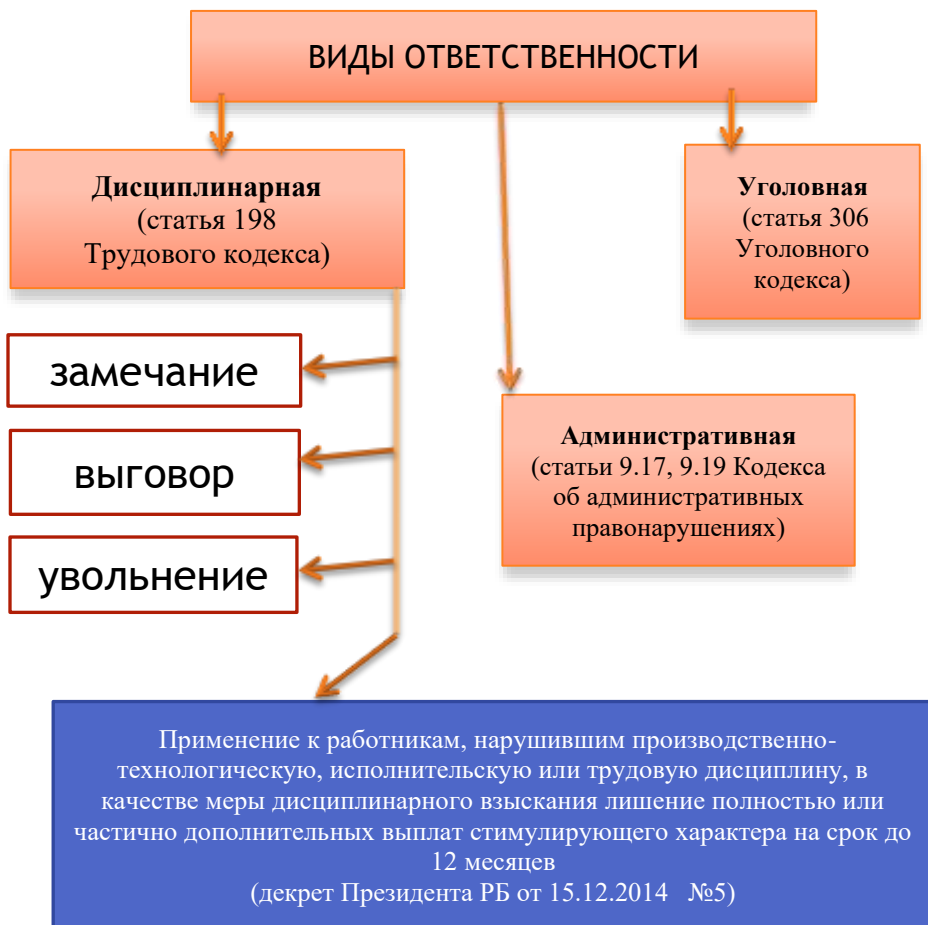 ВИДЫ ОТВЕТСТВЕННОСТИ
Дисциплинарная
(статья 198
Трудового кодекса)
Уголовная
(статья 306
Уголовного
кодекса)
замечание
выговор
увольнение
Административная
(статьи 9.17, 9.19 Кодекса
об административных
правонарушениях)
Применение к работникам, нарушившим производственно-
технологическую, исполнительскую или трудовую дисциплину, в
качестве меры дисциплинарного взыскания лишение полностью или
частично дополнительных выплат стимулирующего характера на срок до
12 месяцев
(декрет Президента РБ от 15.12.2014 №5)